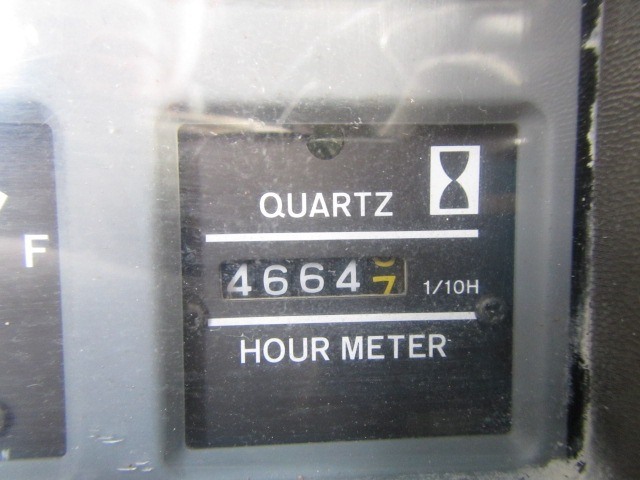 QUARTZ
F
46647 1/10H
HOUR METER